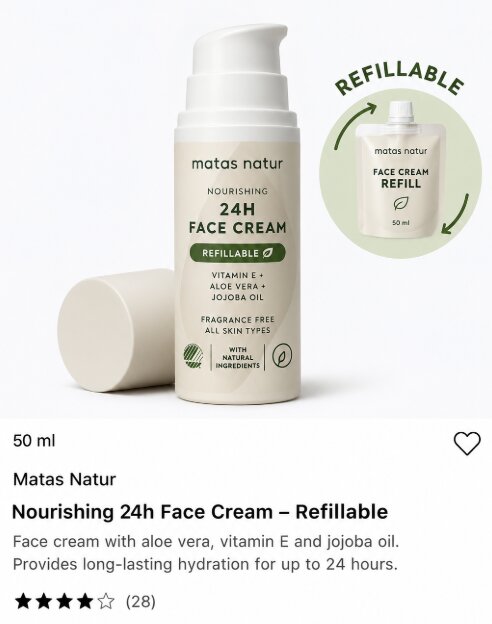 matas natur
NOURISHING
24H
FACE CREAM
REFILLABLE
VITAMIN E +
ALOE VERA +
JOJOBA OIL
FRAGRANCE FREE
ALL SKIN TYPES
WITH
NATURAL
INGREDIENTS
REFILLABLE
matas natur
FACE CREAM
REFILL
50 ml
50 ml
Matas Natur
Nourishing 24h Face Cream – Refillable
Face cream with aloe vera, vitamin E and jojoba oil.
Provides long-lasting hydration for up to 24 hours.
(28)